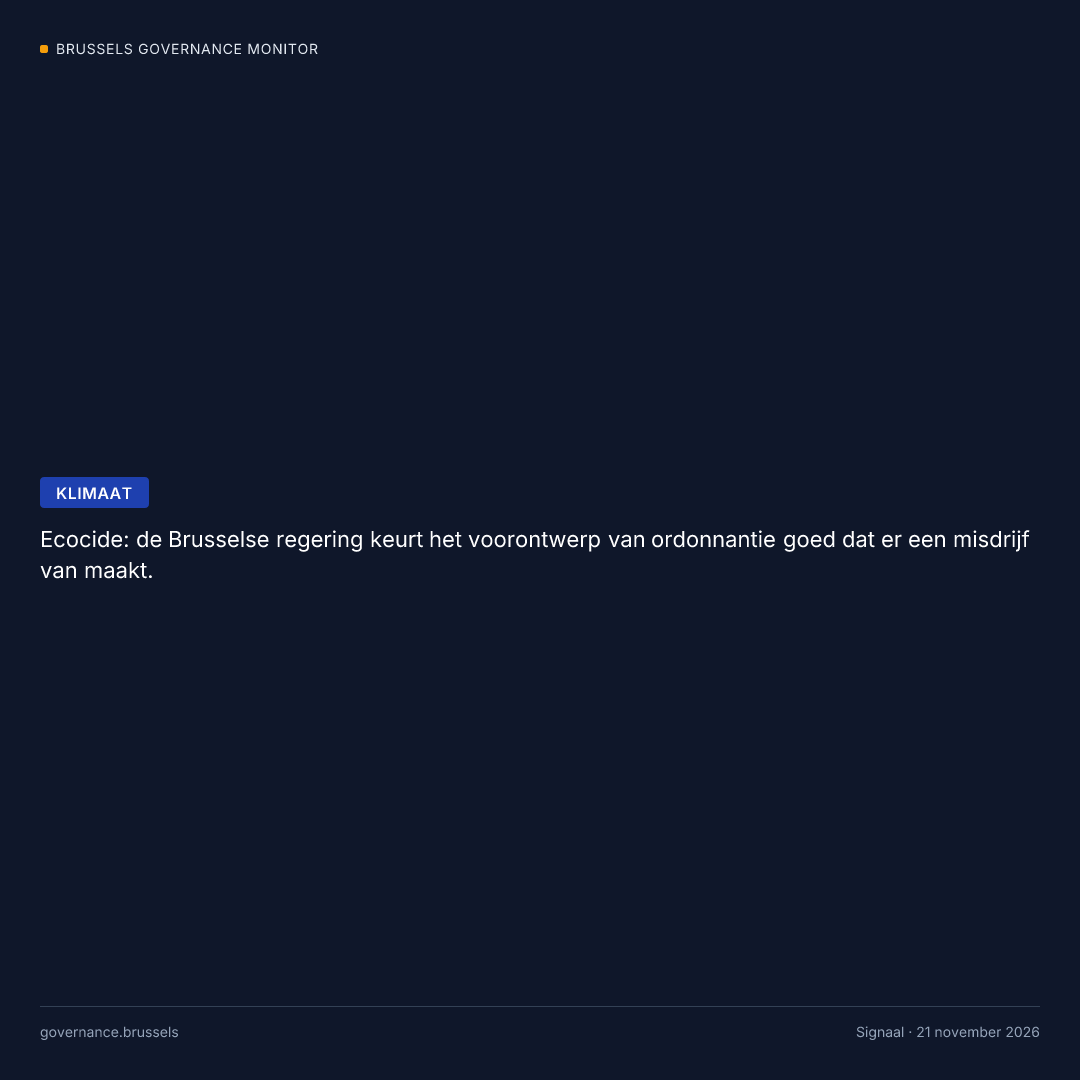 BRUSSELS GOVERNANCE MONITOR
KLIMAAT
Ecocide: de Brusselse regering keurt het voorontwerp van ordonnantie goed dat er een misdrijf
van maakt.
governance.brussels
Signaal · 21 november 2026